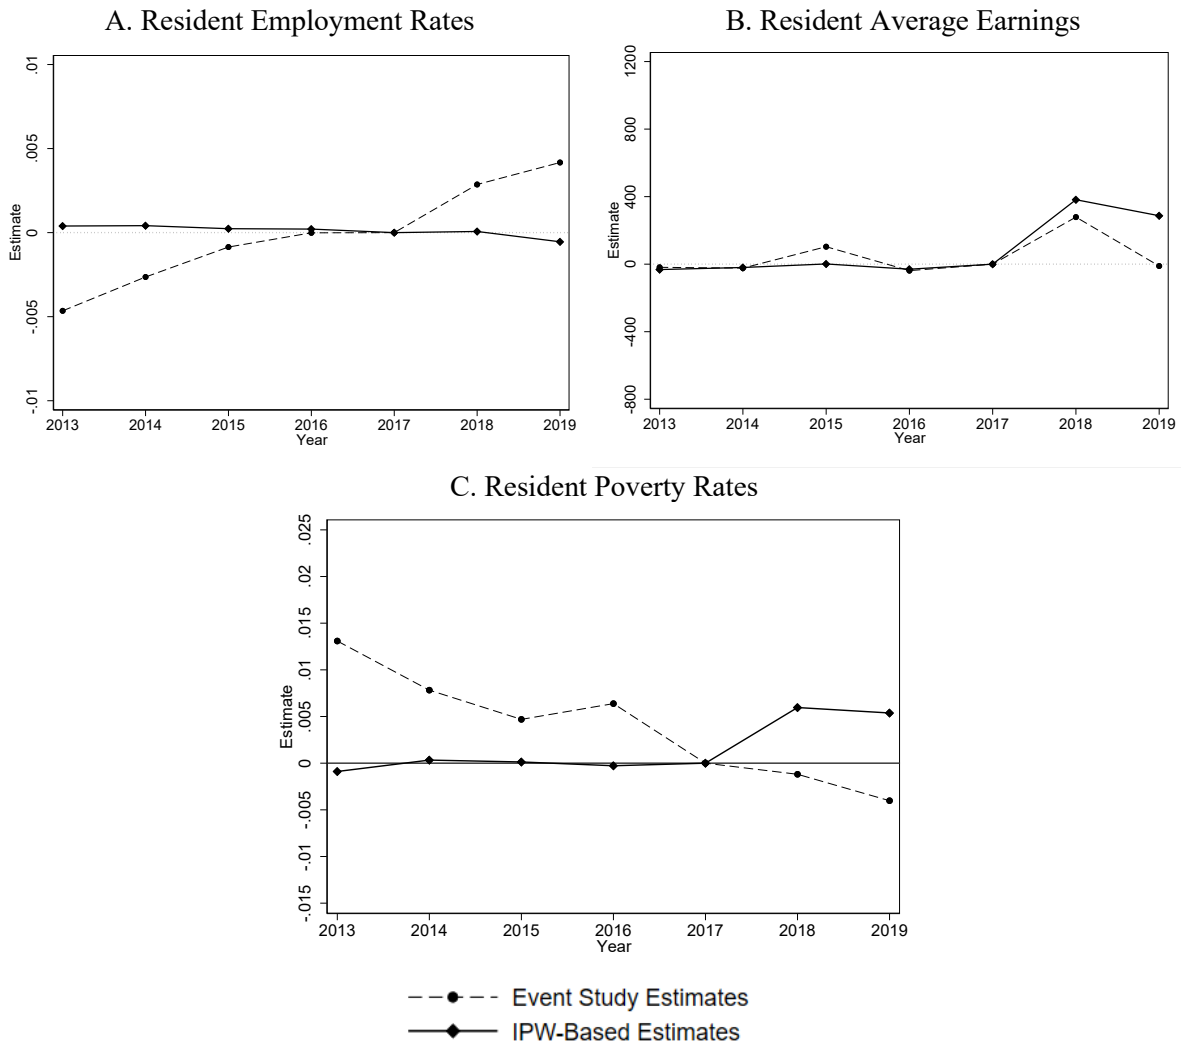 A. Resident Employment Rates
.01
.005
0
-.005
-.01
Estimate
2013 2014 2015 2016 2017 2018 2019
Year
B. Resident Average Earnings
1200
800
400
0
-400
-800
Estimate
2013 2014 2015 2016 2017 2018 2019
Year
C. Resident Poverty Rates
.025
.02
.015
.01
.005
0
-.005
-.01
-.015
Estimate
2013 2014 2015 2016 2017 2018 2019
Year
Event Study Estimates
IPW-Based Estimates